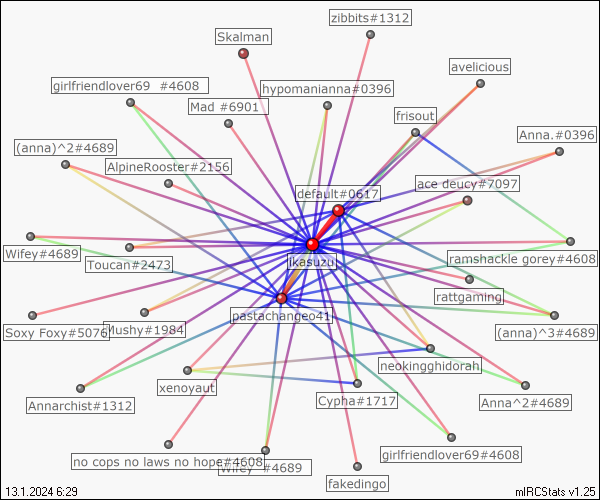 zibbits#1312
Skalman
avelicious
girlfriendlover69 #4608
hypomanianna#0396
Mad #6901
frisout
Anna.#0396
(anna)^2#4689
AlpineRooster#2156
default#0617
ace deucy#7097
Wifey#4689
Toucan#2473
ikasuzu
ramshackle gorey#4608
rattgaming
Soxy Foxy#5076
Mushy#1984
pastachangeo41
(anna)^3#4689
neokingghidorah
xenoyaut
Annarchist#1312
Cypha#1717
Anna^2#4689
girlfriendlover69#4608
no cops no laws no hope#4608
Wifey #4689
fakedingo
13.1.2024 6:29
mIRCStats v1.25